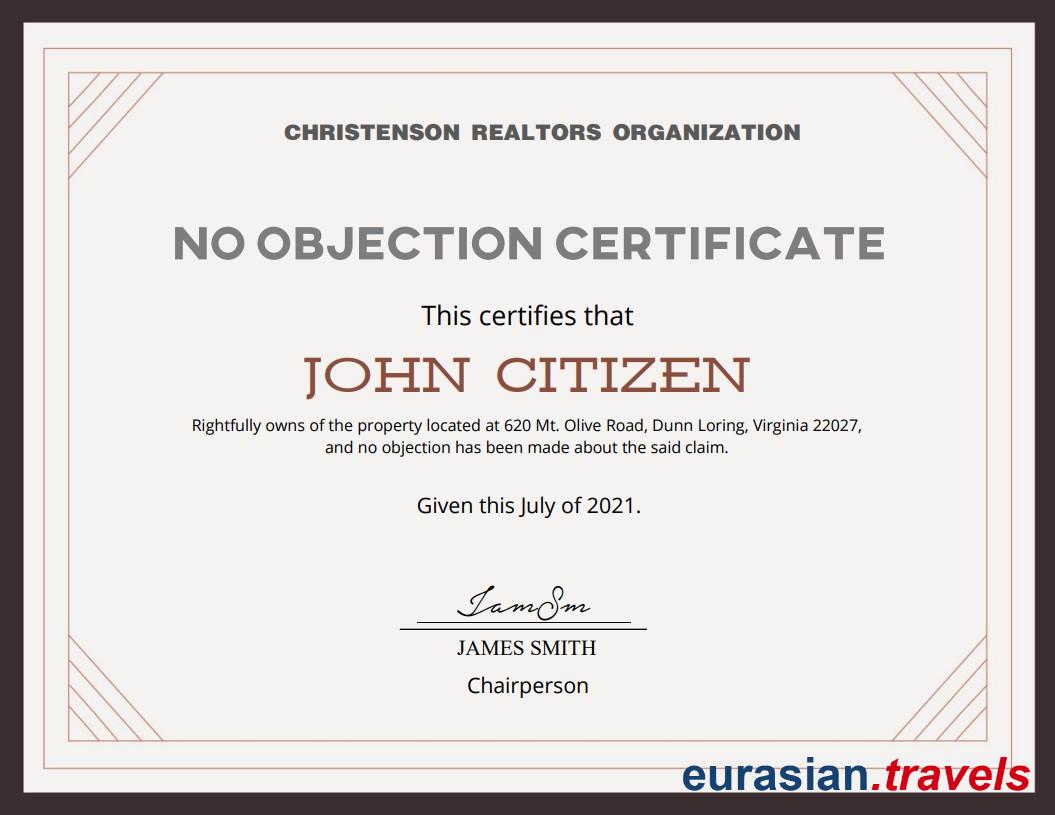 CHRISTENSON REALTORS ORGANIZATION
NO OBJECTION CERTIFICATE
This certifies that
JOHN CITIZEN
Rightfully owns of the property located at 620 Mt. Olive Road, Dunn Loring, Virginia 22027,
and no objection has been made about the said claim.
Given this July of 2021.
JamSm
JAMES SMITH
Chairperson
eurasian.travels